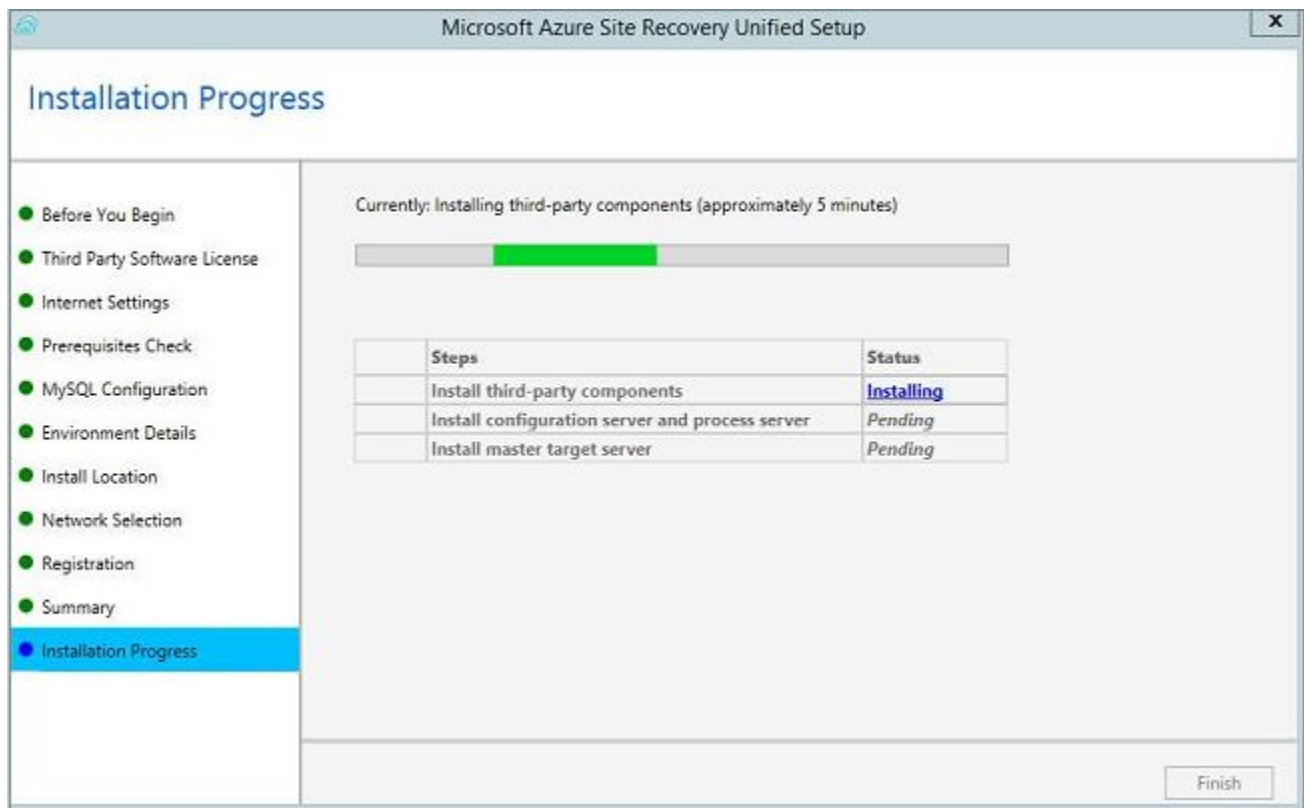 Microsoft Azure Site Recovery Unified Setup
x
Installation Progress
Before You Begin
Third Party Software License
Internet Settings
Prerequisites Check
MySQL Configuration
Environment Details
Install Location
Network Selection
Registration
Summary
Installation Progress
Currently: Installing third-party components (approximately 5 minutes)
Steps Status
Install third-party components Installing
Install configuration server and process server Pending
Install master target server Pending
Finish